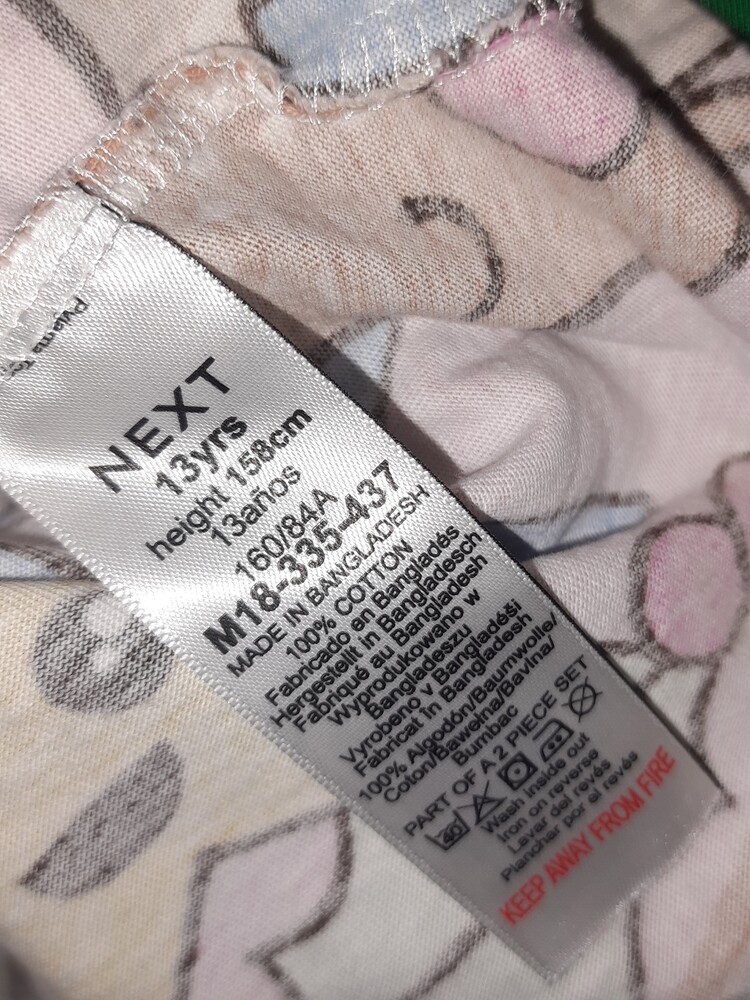 Pyjama
NEXT
13yrs
height 158cm
13años
160/84A
M18-335-437
MADE IN BANGLADESH
100% COTTON
Fabricado en Bangladés
Hergestellt in Bangladesch
Fabriqué au Bangladesh
Wyprodukowano w
Bangladeszu
Vyrobeno v Bangladéši
Fabricat în Bangladesh
100% Algodón/Baumwolle/
Coton/Bawełna/Bavlna/
Bumbac
PART OF A 2 PIECE SET
40
Wash inside out
Iron on reverse
Lavar del revés
Planchar por el revés
KEEP AWAY FROM FIRE